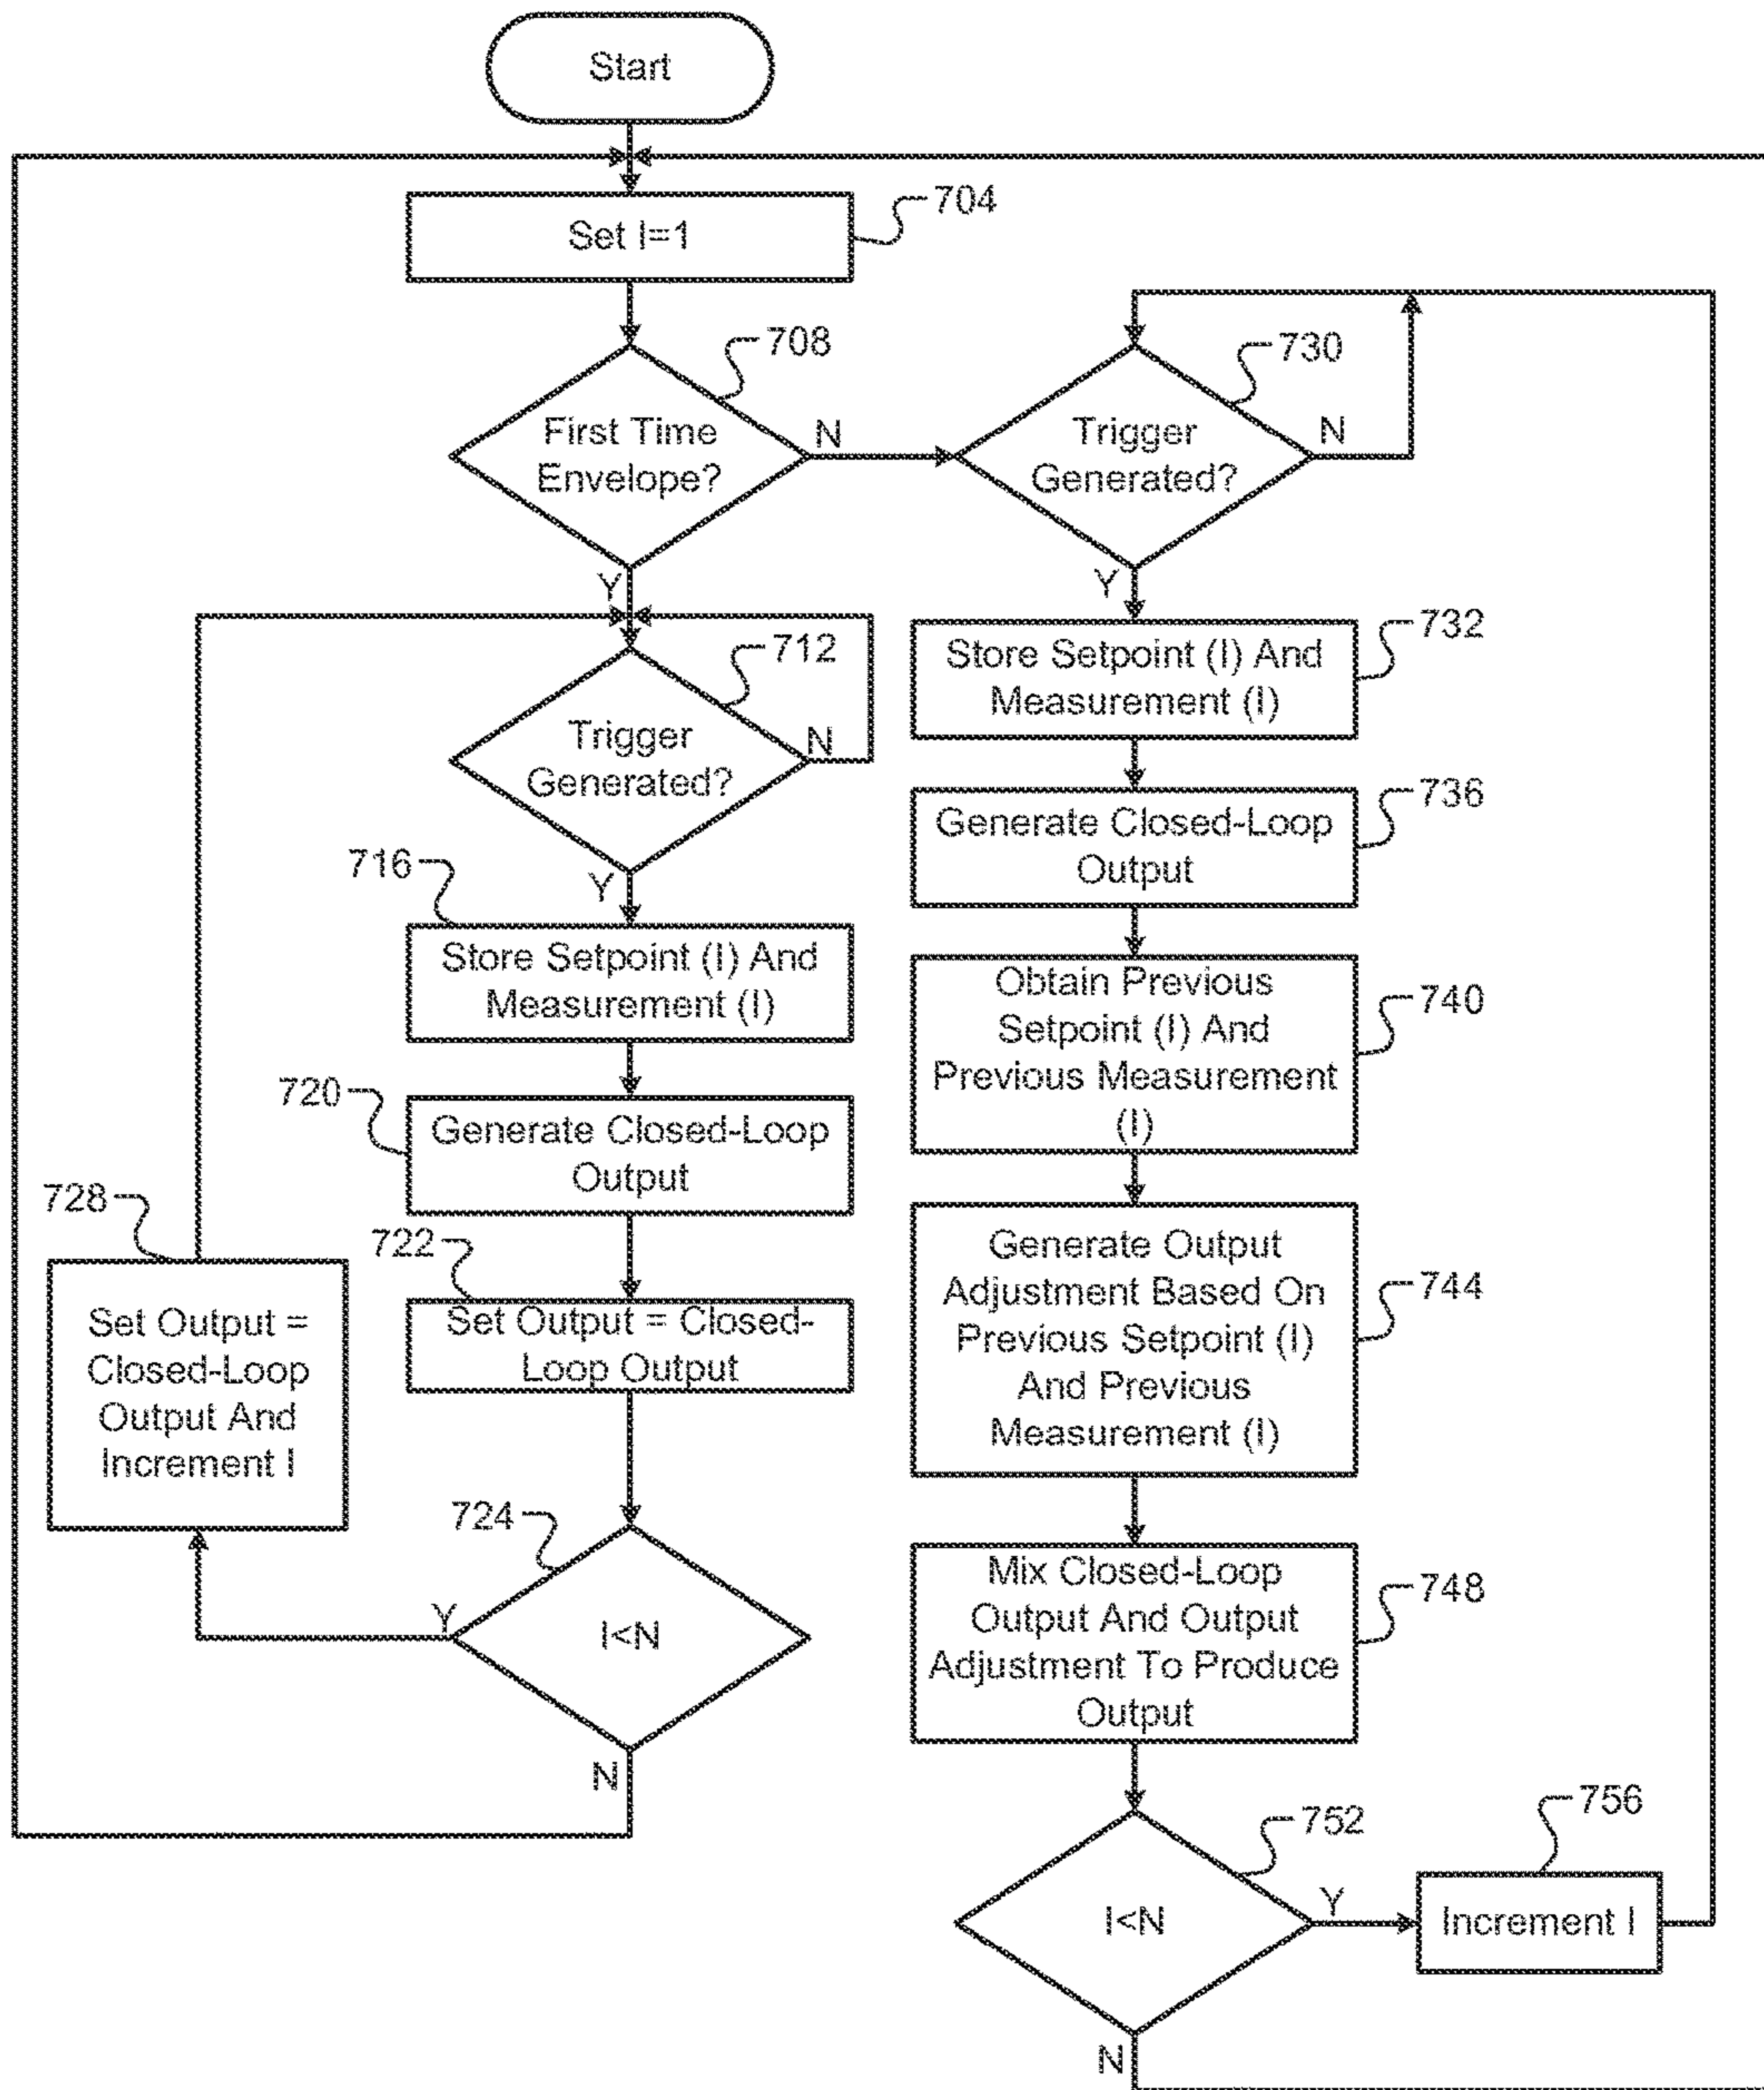 Start
704
Set I=1
708
First Time
Envelope?
N
Y
730
Trigger
Generated?
N
Y
712
Trigger
Generated?
N
Y
716
Store Setpoint (I) And
Measurement (I)
720
Generate Closed-Loop
Output
722
Set Output = Closed-
Loop Output
728
Set Output =
Closed-Loop
Output And
Increment I
724
I<N
Y
N
732
Store Setpoint (I) And
Measurement (I)
736
Generate Closed-Loop
Output
740
Obtain Previous
Setpoint (I) And
Previous Measurement
(I)
744
Generate Output
Adjustment Based On
Previous Setpoint (I)
And Previous
Measurement (I)
748
Mix Closed-Loop
Output And Output
Adjustment To Produce
Output
752
I<N
Y
N
756
Increment I